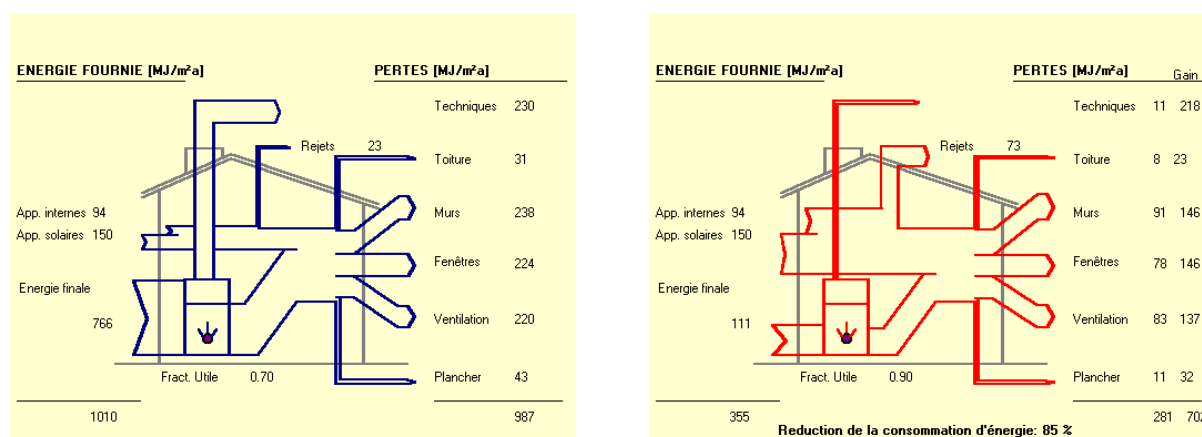 ENERGIE FOURNIE [MJ/m²a] PERTES [MJ/m²a]
Techniques 230
Rejets 23
Toiture 31
App. internes 94 Murs 238
App. solaires 150
Fenêtres 224
Energie finale
766 Ventilation 220
Fract. Utile 0.70 Plancher 43
1010 987
ENERGIE FOURNIE [MJ/m²a] PERTES [MJ/m²a] Gain
Techniques 11 218
Rejets 73
Toiture 8 23
App. internes 94 Murs 91 146
App. solaires 150
Fenêtres 78 146
Energie finale
111 Ventilation 83 137
Fract. Utile 0.90 Plancher 11 32
355 281 702
Reduction de la consommation d'énergie: 85 %